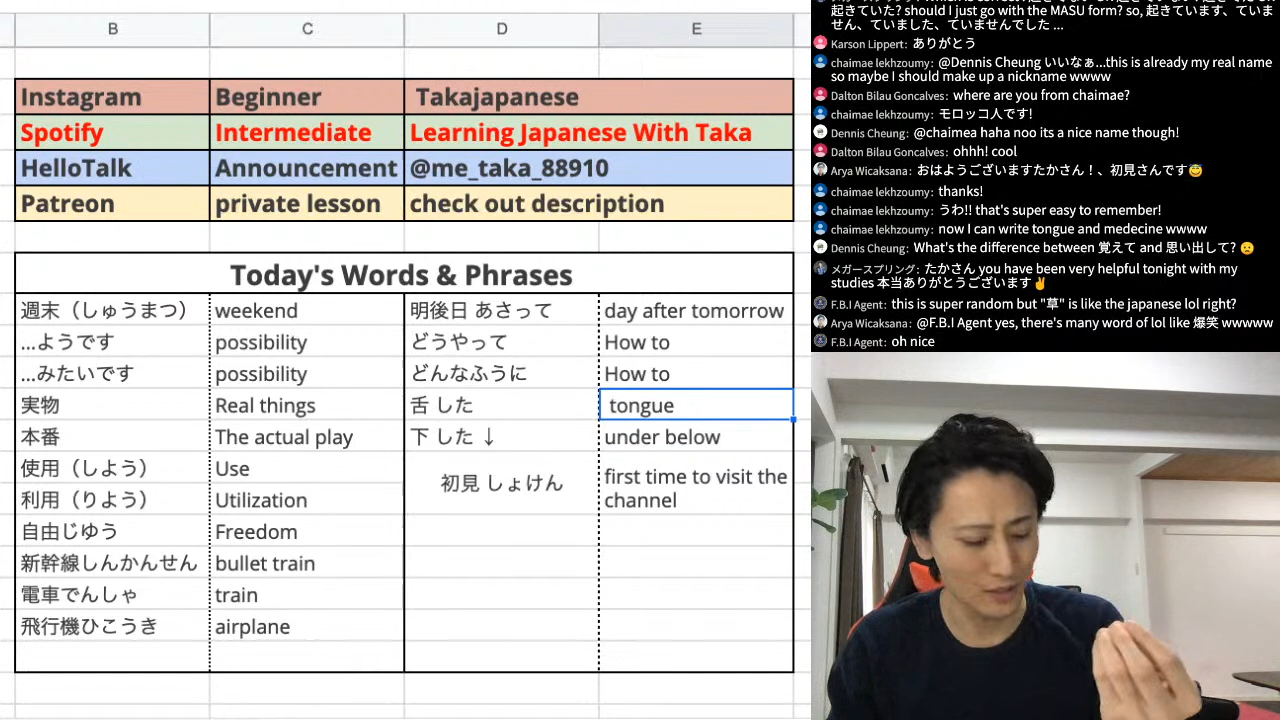 B C D E
Instagram Beginner Takajapanese
Spotify Intermediate Learning Japanese With Taka
HelloTalk Announcement @me_taka_88910
Patreon private lesson check out description
Today's Words & Phrases
週末（しゅうまつ） weekend 明後日 あさって day after tomorrow
...ようです possibility どうやって How to
...みたいです possibility どんなふうに How to
実物 Real things 舌 した tongue
本番 The actual play 下 した ↓ under below
使用（しよう） Use 初見 しょけん first time to visit the
利用（りよう） Utilization channel
自由じゆう Freedom
新幹線しんかんせん bullet train
電車でんしゃ train
飛行機ひこうき airplane
起きていた? should I just go with the MASU form? so, 起きています、ていま
せん、ていました、ていませんでした ...
Karson Lippert: ありがとう
chaimae lekhzoumy: @Dennis Cheung いいなぁ...this is already my real name
so maybe I should make up a nickname wwww
Dalton Bilau Goncalves: where are you from chaimae?
chaimae lekhzoumy: モロッコ人です!
Dennis Cheung: @chaimea haha noo its a nice name though!
Dalton Bilau Goncalves: ohhh! cool
Arya Wicaksana: おはようございますたかさん！、初見さんです😇
chaimae lekhzoumy: thanks!
chaimae lekhzoumy: うわ!! that's super easy to remember!
chaimae lekhzoumy: now I can write tongue and medecine wwww
Dennis Cheung: What's the difference between 覚えて and 思い出して? 🙁
メガースプリング: たかさん you have been very helpful tonight with my
studies 本当ありがとうございます✌
F.B.I Agent: this is super random but "草" is like the japanese lol right?
Arya Wicaksana: @F.B.I Agent yes, there's many word of lol like 爆笑 wwwww
F.B.I Agent: oh nice